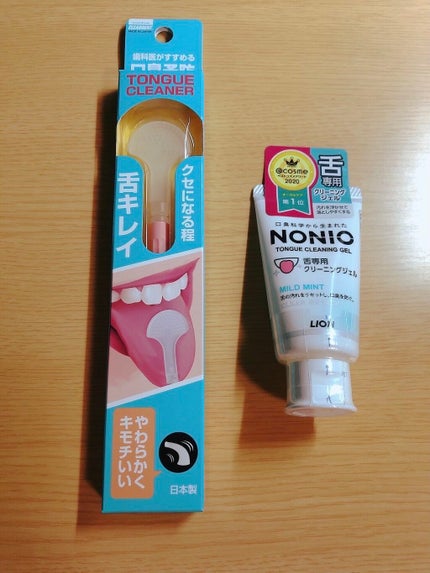 歯科医がすすめる
口臭予防
TONGUE
CLEANER
クセになる程
舌キレイ
やわらかく
キモチいい
日本製
@cosme
2020
第1位
舌
専用
クリーニング
ジェル
口臭科学から生まれた
NONIO
TONGUE CLEANING GEL
舌専用
クリーニングジェル
MILD MINT
LION